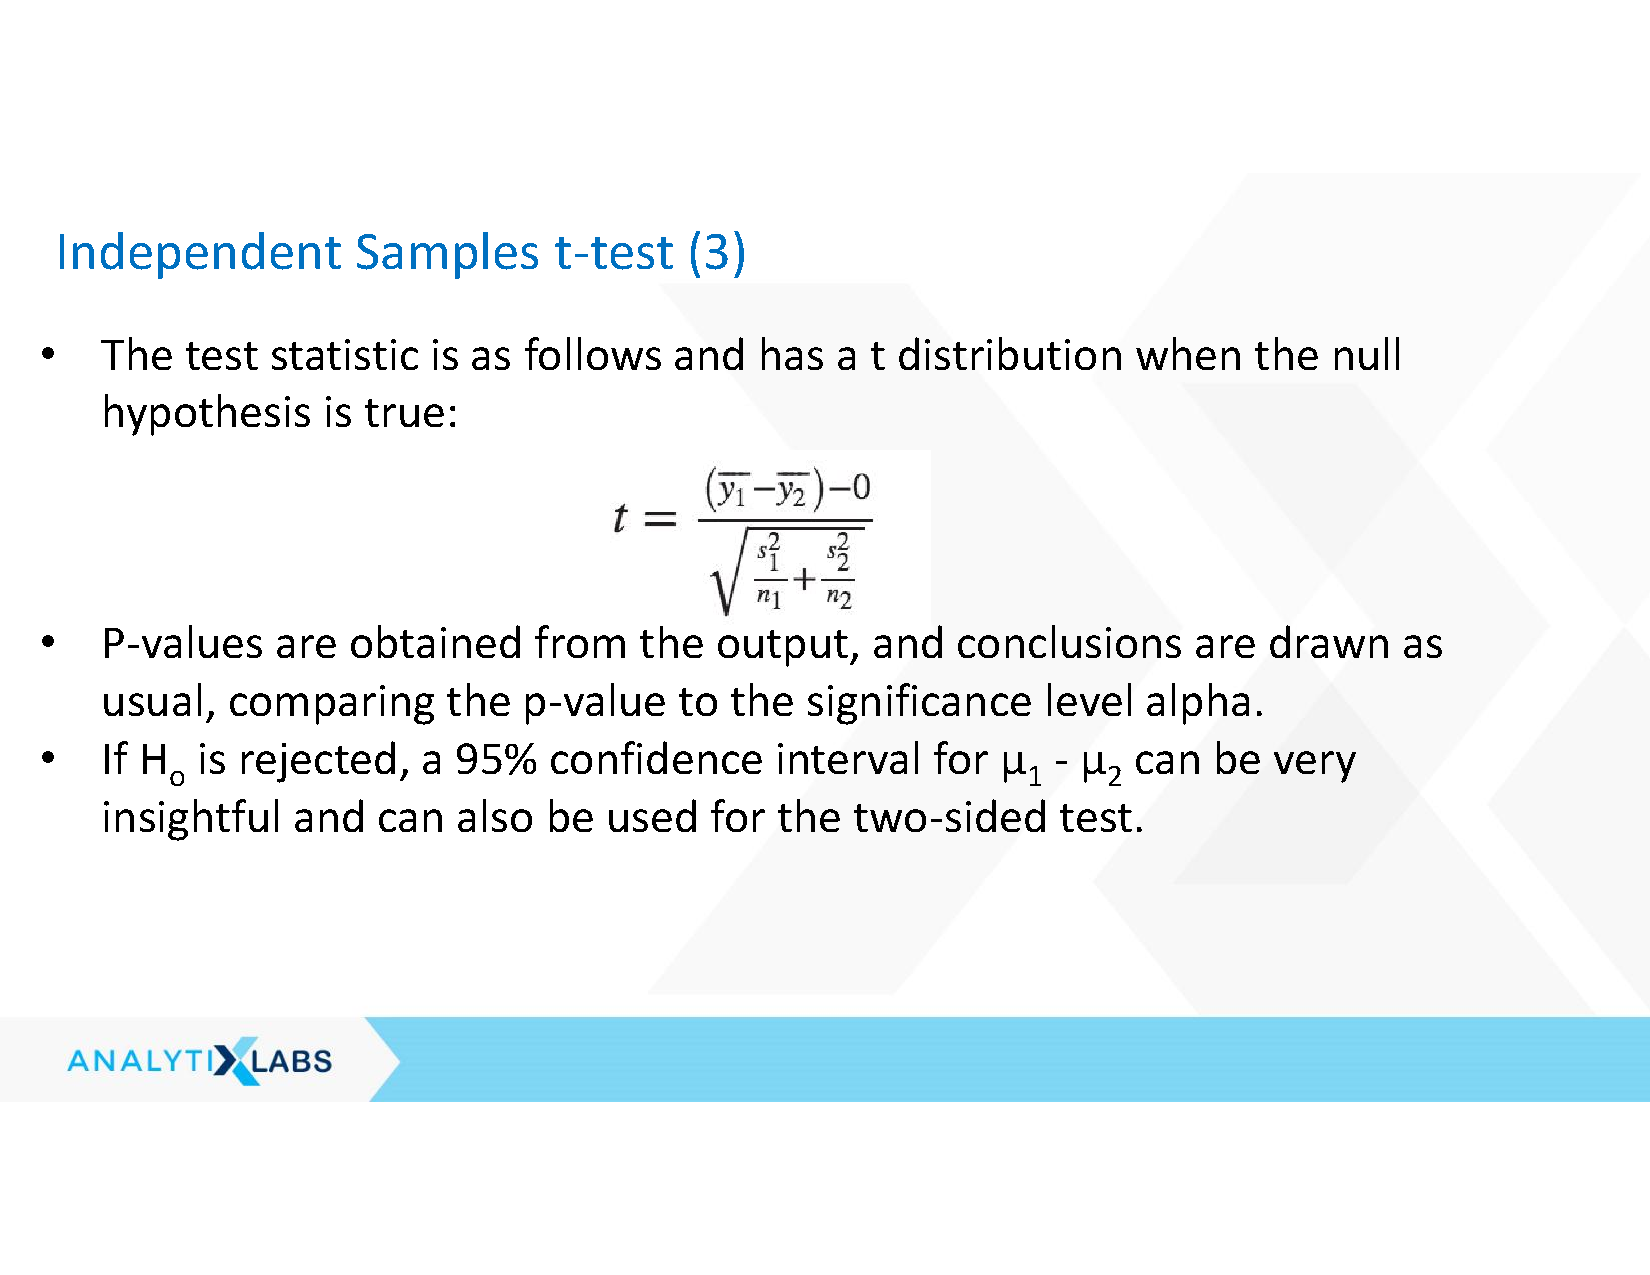 Independent Samples t-test (3)
• The test statistic is as follows and has a t distribution when the null
hypothesis is true:
t = ((y̅₁ − y̅₂) − 0) / √(s₁²/n₁ + s₂²/n₂)
• P-values are obtained from the output, and conclusions are drawn as
usual, comparing the p-value to the significance level alpha.
• If Hₒ is rejected, a 95% confidence interval for μ₁ - μ₂ can be very
insightful and can also be used for the two-sided test.
ANALYTIXLABS